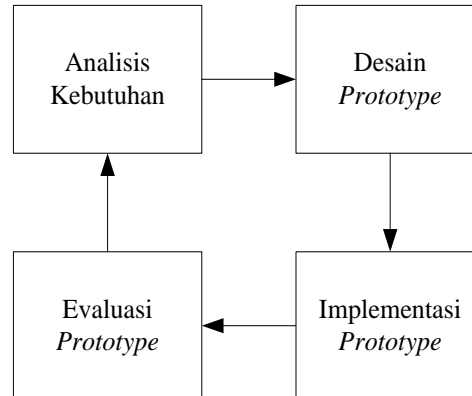 Analisis
Kebutuhan
Desain
Prototype
Evaluasi
Prototype
Implementasi
Prototype